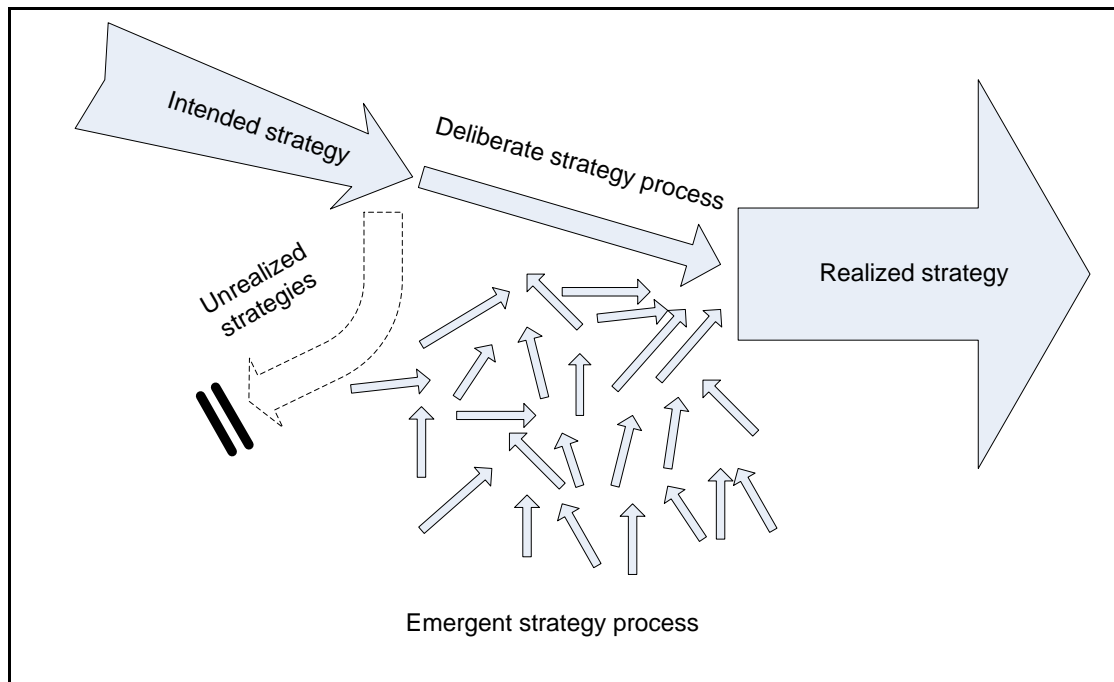 Intended strategy
Deliberate strategy process
Unrealized
strategies
Realized strategy
Emergent strategy process